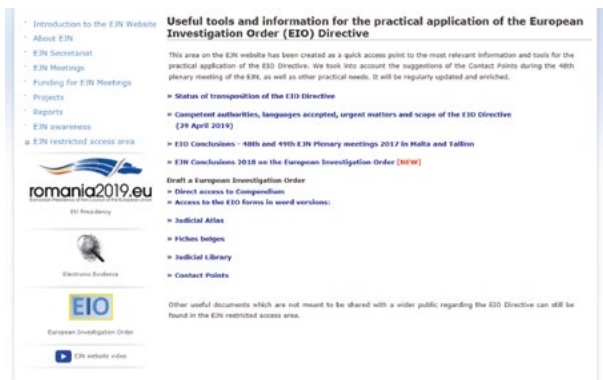 Introduction to the EJN Website
About EJN
EJN Secretariat
EJN Meetings
Funding for EJN Meetings
Projects
Reports
EJN awareness
EJN restricted access area
romania2019.eu
Romanian Presidency of the Council of the European Union
EU Presidency
Electronic Evidence
EIO
European Investigation Order
EJN website video
Useful tools and information for the practical application of the European
Investigation Order (EIO) Directive
This area on the EJN website has been created as a quick access point to the most relevant information and tools for the
practical application of the EIO Directive. We took into account the suggestions of the Contact Points during the 48th
plenary meeting of the EJN, as well as other practical needs. It will be regularly updated and enriched.
» Status of transposition of the EIO Directive
» Competent authorities, languages accepted, urgent matters and scope of the EIO Directive
(29 April 2019)
» EIO Conclusions - 48th and 49th EJN Plenary meetings 2017 in Malta and Tallinn
» EJN Conclusions 2018 on the European Investigation Order [NEW]
Draft a European Investigation Order
» Direct access to Compendium
» Access to the EIO forms in word versions:
» Judicial Atlas
» Fiches belges
» Judicial Library
» Contact Points
Other useful documents which are not meant to be shared with a wider public regarding the EIO Directive can still be
found in the EJN restricted access area.